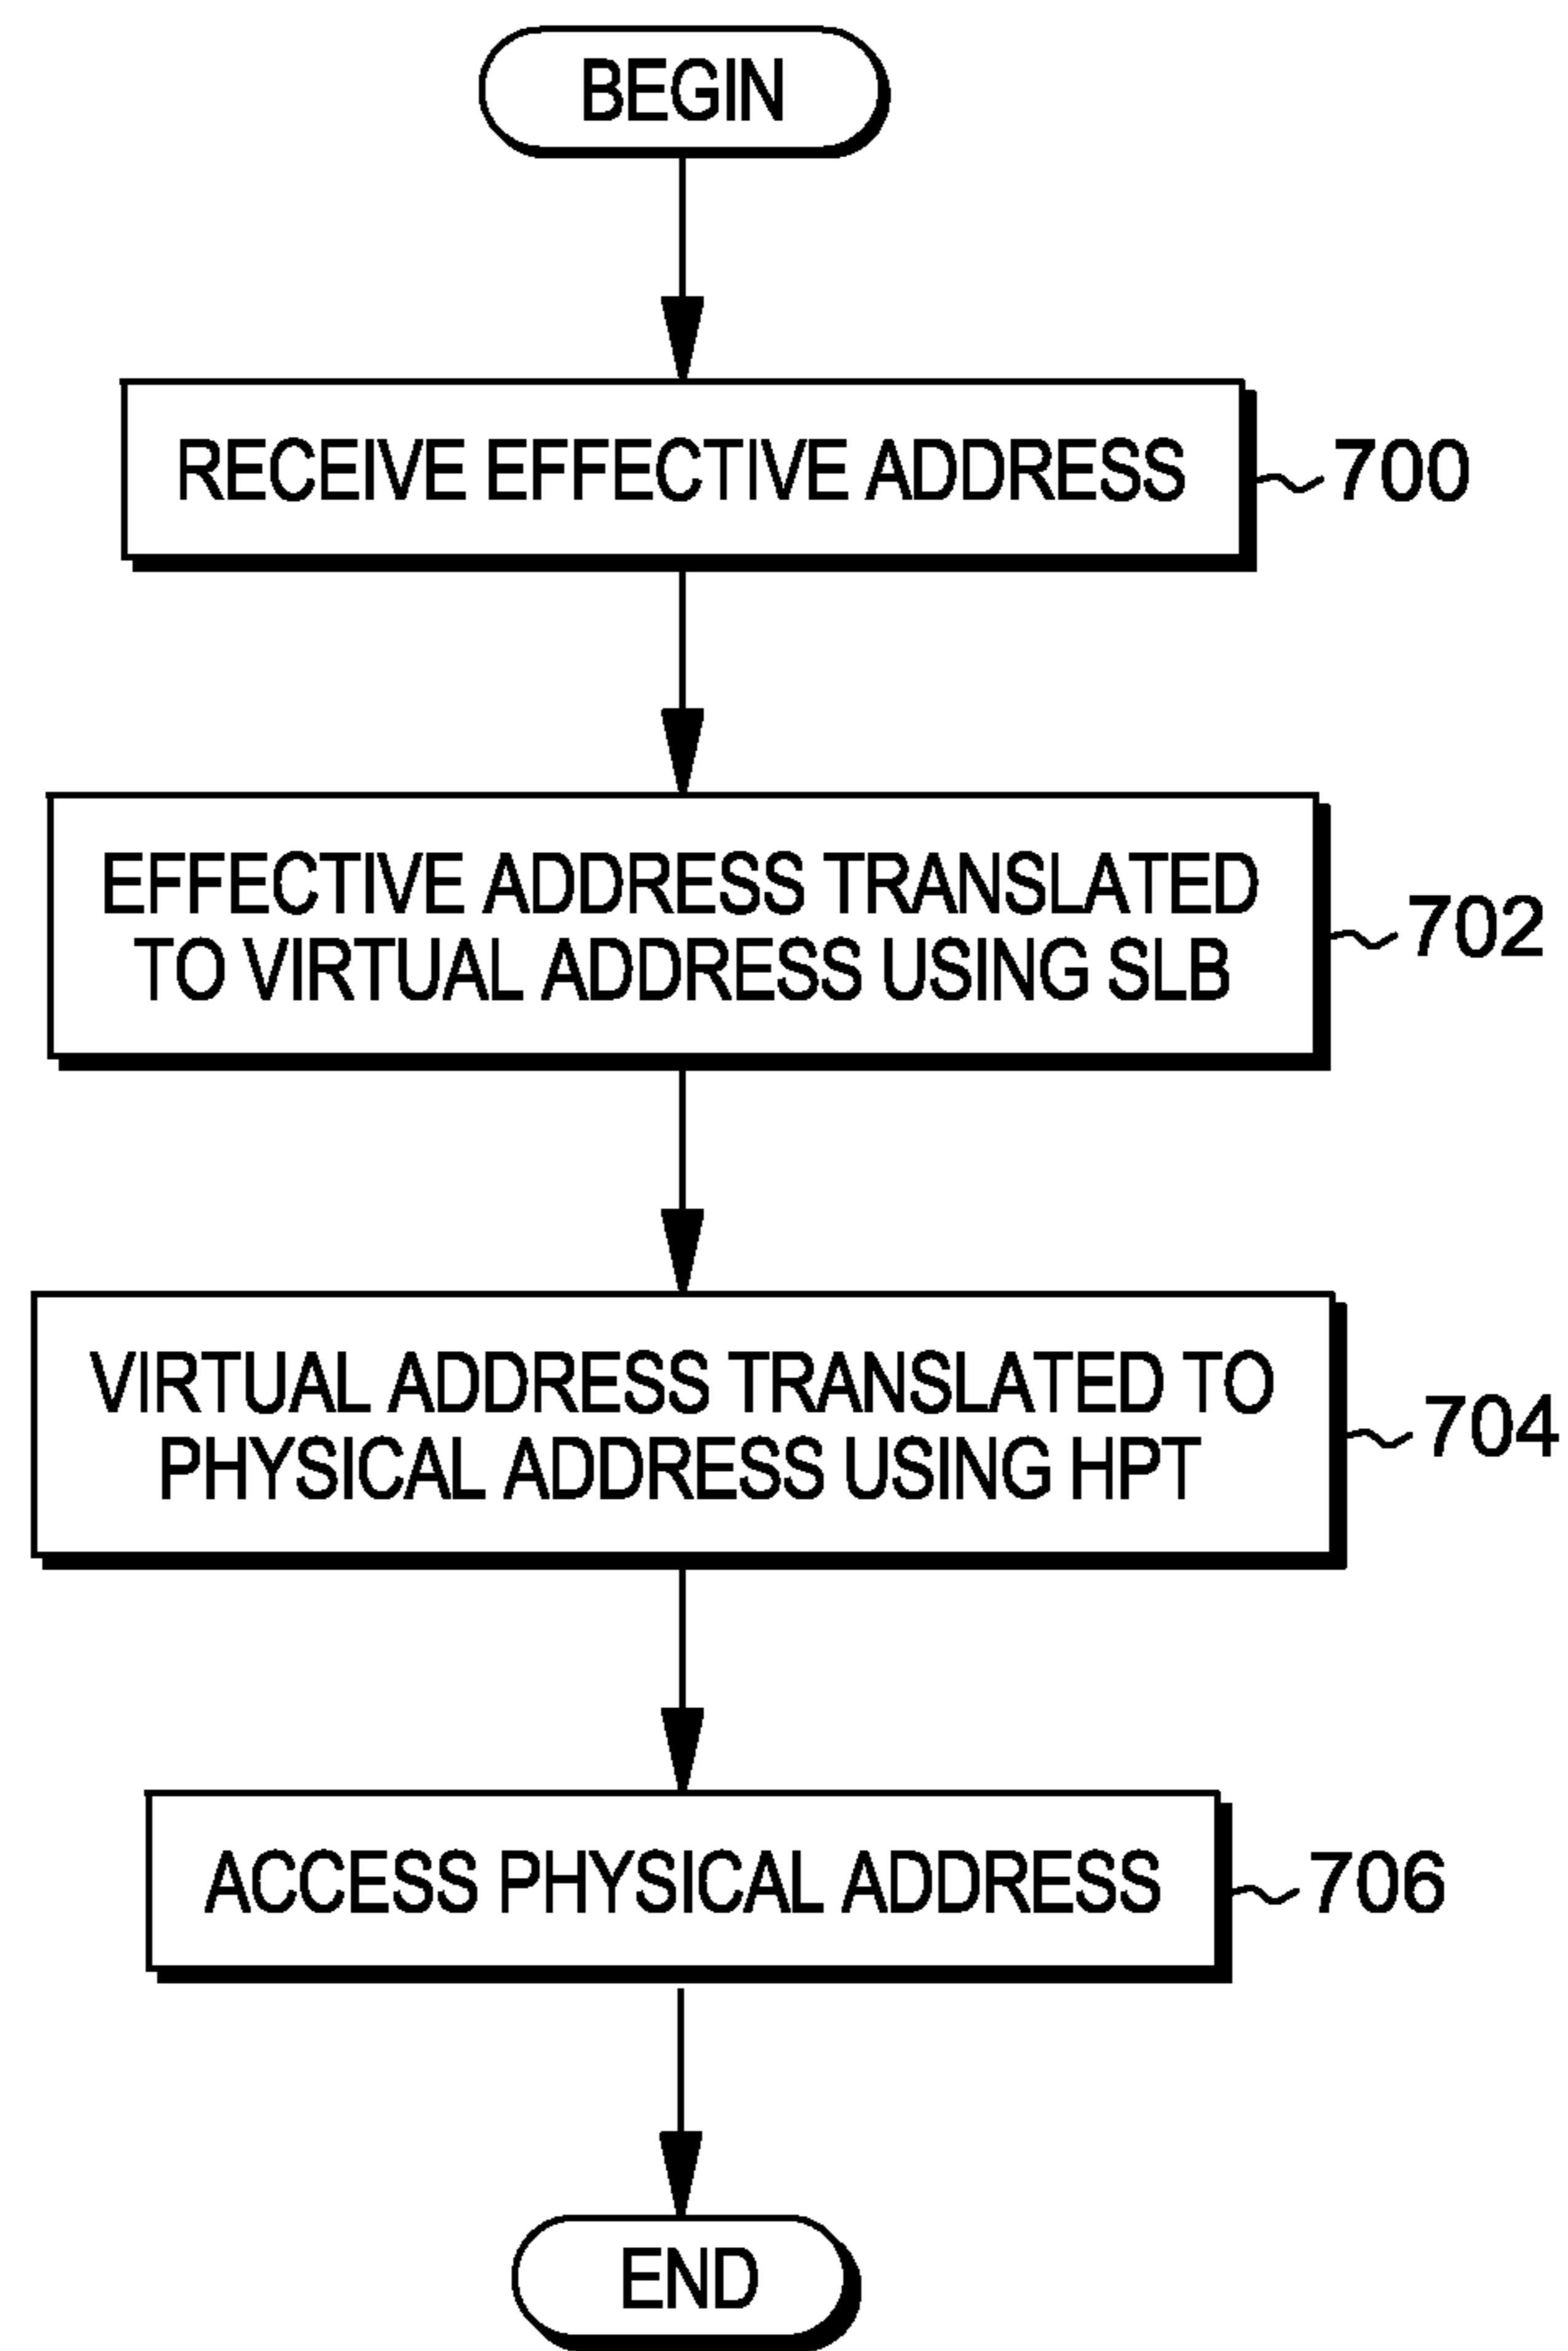 BEGIN
RECEIVE EFFECTIVE ADDRESS
700
EFFECTIVE ADDRESS TRANSLATED
TO VIRTUAL ADDRESS USING SLB
702
VIRTUAL ADDRESS TRANSLATED TO
PHYSICAL ADDRESS USING HPT
704
ACCESS PHYSICAL ADDRESS
706
END